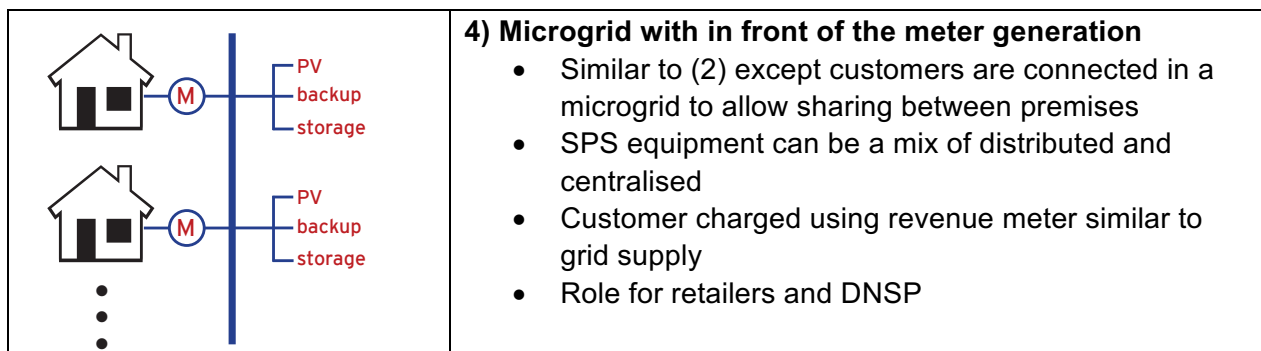 PV
M
backup
storage
PV
M
backup
storage
4) Microgrid with in front of the meter generation
• Similar to (2) except customers are connected in a
microgrid to allow sharing between premises
• SPS equipment can be a mix of distributed and
centralised
• Customer charged using revenue meter similar to
grid supply
• Role for retailers and DNSP